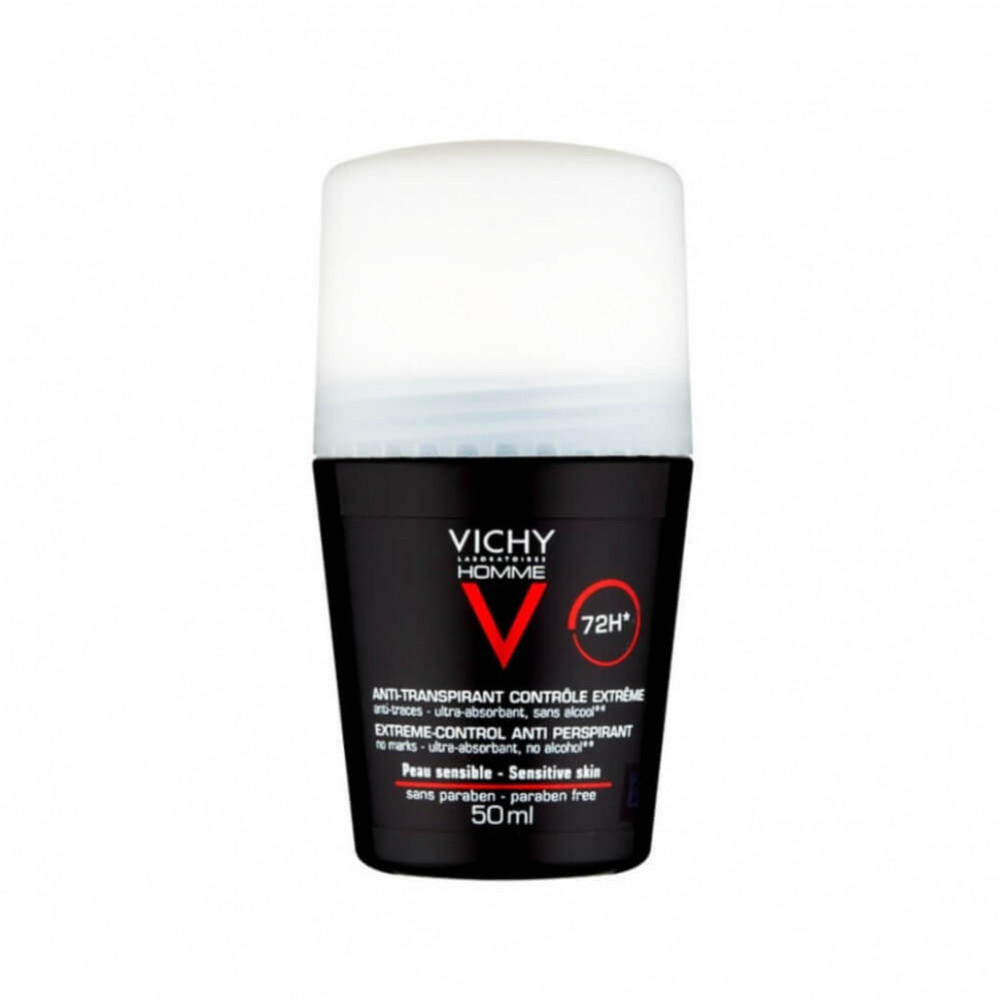 VICHY
LABORATOIRES
HOMME
V
72H*
ANTI-TRANSPIRANT CONTRÔLE EXTRÊME
anti-traces - ultra-absorbant, sans alcool**
EXTREME-CONTROL ANTI PERSPIRANT
no marks - ultra-absorbant, no alcohol**
Peau sensible - Sensitive skin
sans paraben - paraben free
50ml